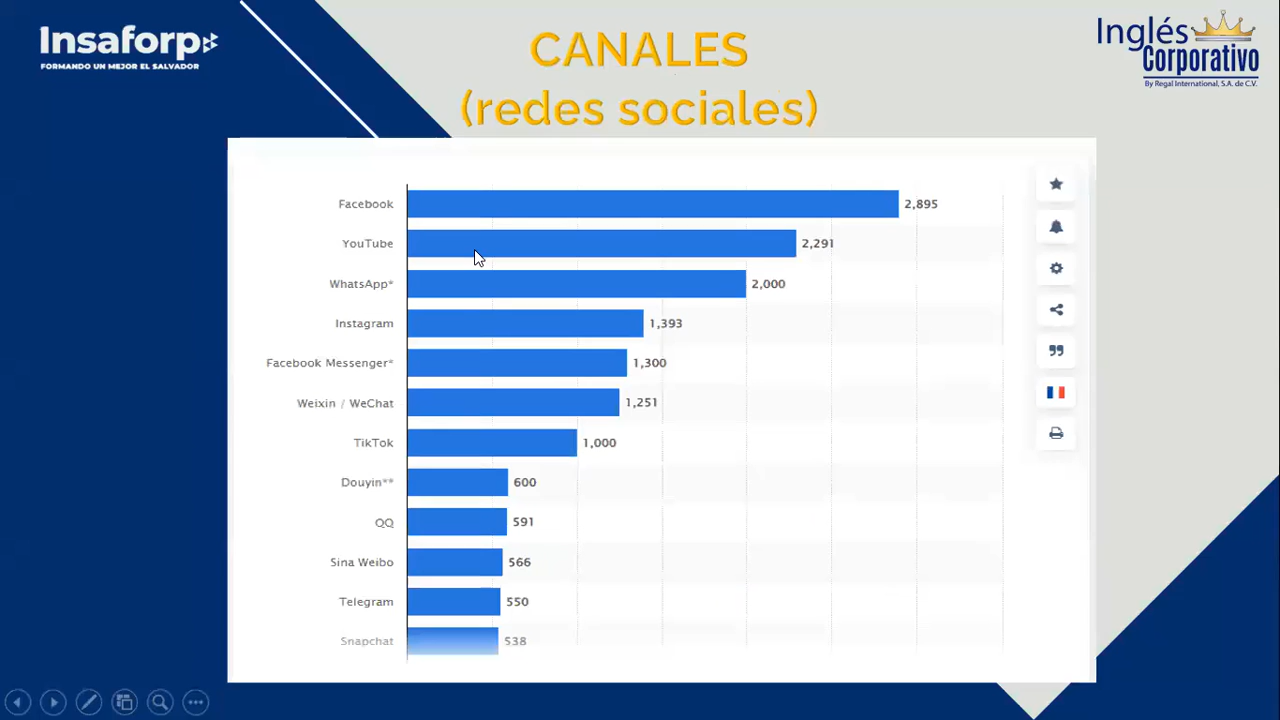 Insaforp
FORMANDO UN MEJOR EL SALVADOR
CANALES
(redes sociales)
Inglés
Corporativo
By Regal International, S.A. de C.V.
Facebook 2,895
YouTube 2,291
WhatsApp* 2,000
Instagram 1,393
Facebook Messenger* 1,300
Weixin / WeChat 1,251
TikTok 1,000
Douyin** 600
QQ 591
Sina Weibo 566
Telegram 550
Snapchat 538